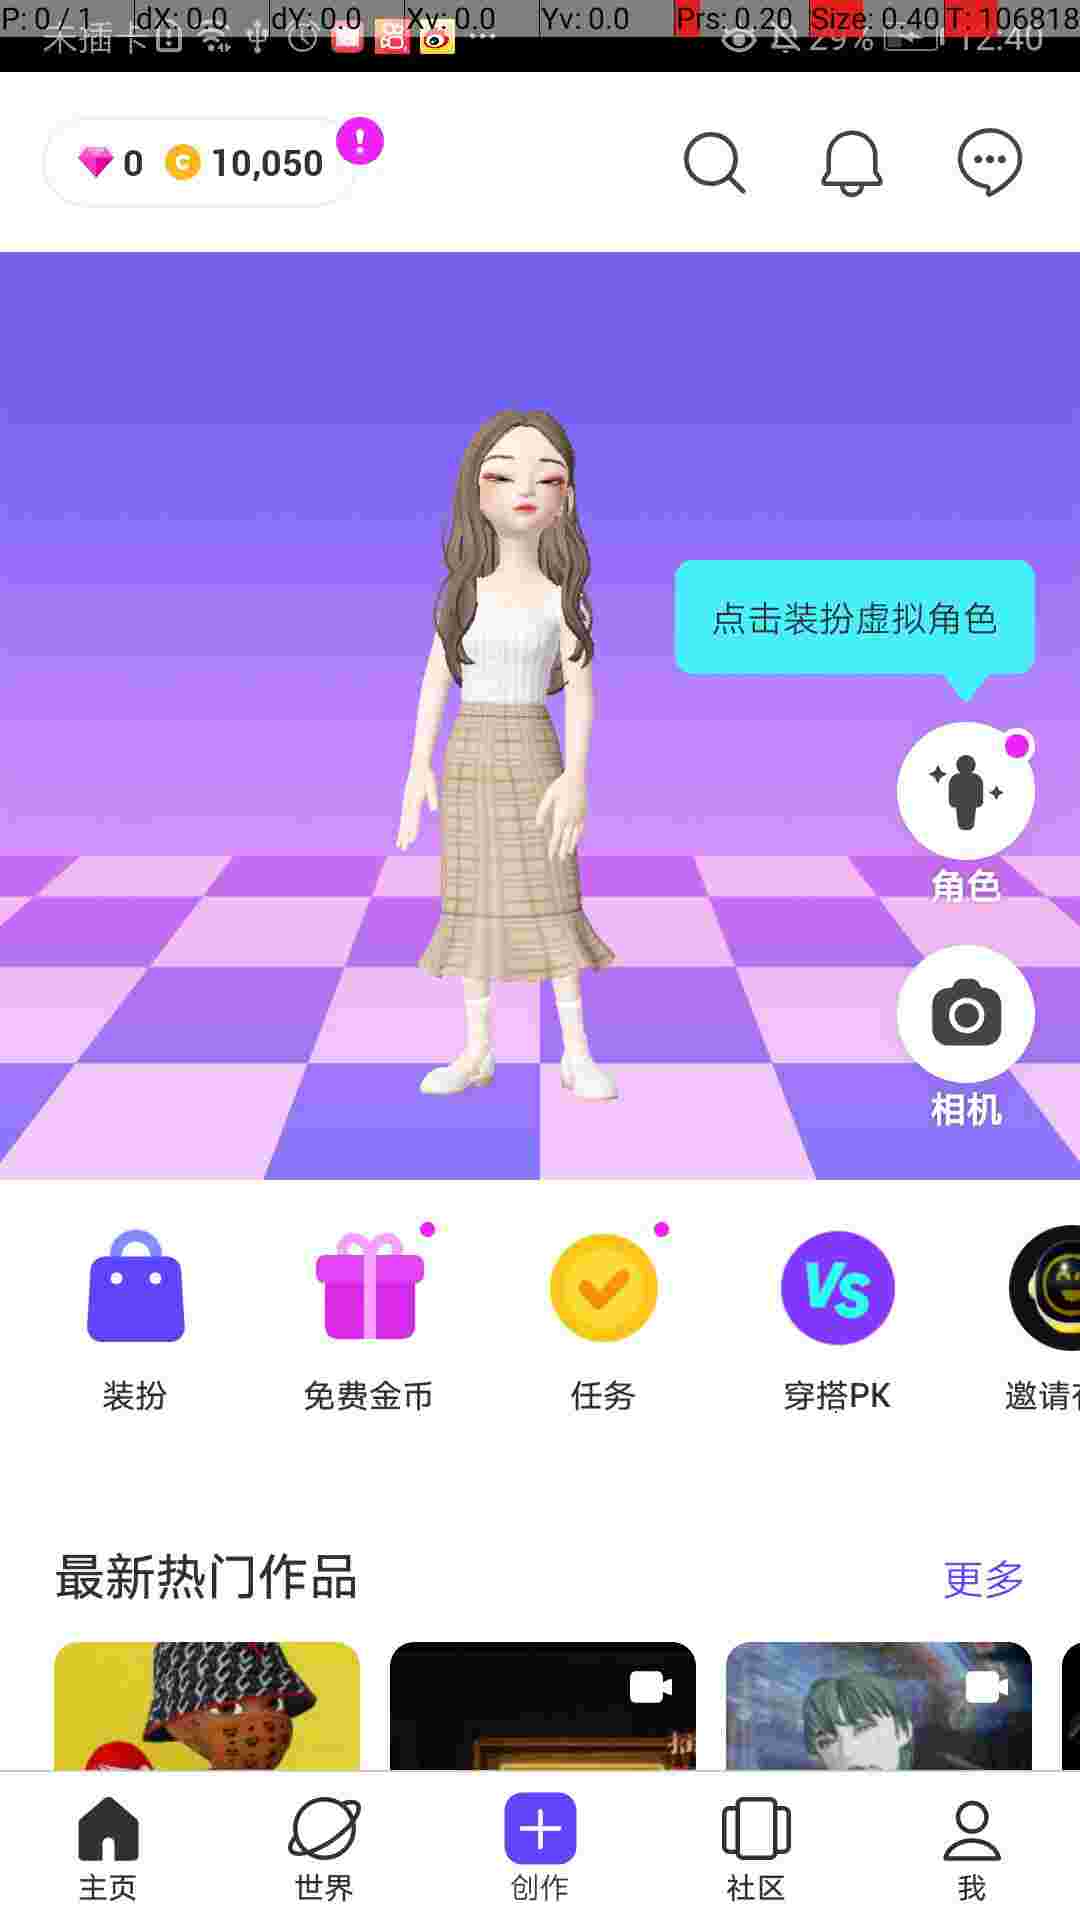 P: 0 / 1 dX: 0.0 dY: 0.0 Xv: 0.0 Yv: 0.0 Prs: 0.20 Size: 0.40 T: 106818
未插卡 29% 12:40
0 C 10,050 !
点击装扮虚拟角色
角色
相机
VS
装扮 免费金币 任务 穿搭PK 邀请
最新热门作品 更多
主页 世界 创作 社区 我